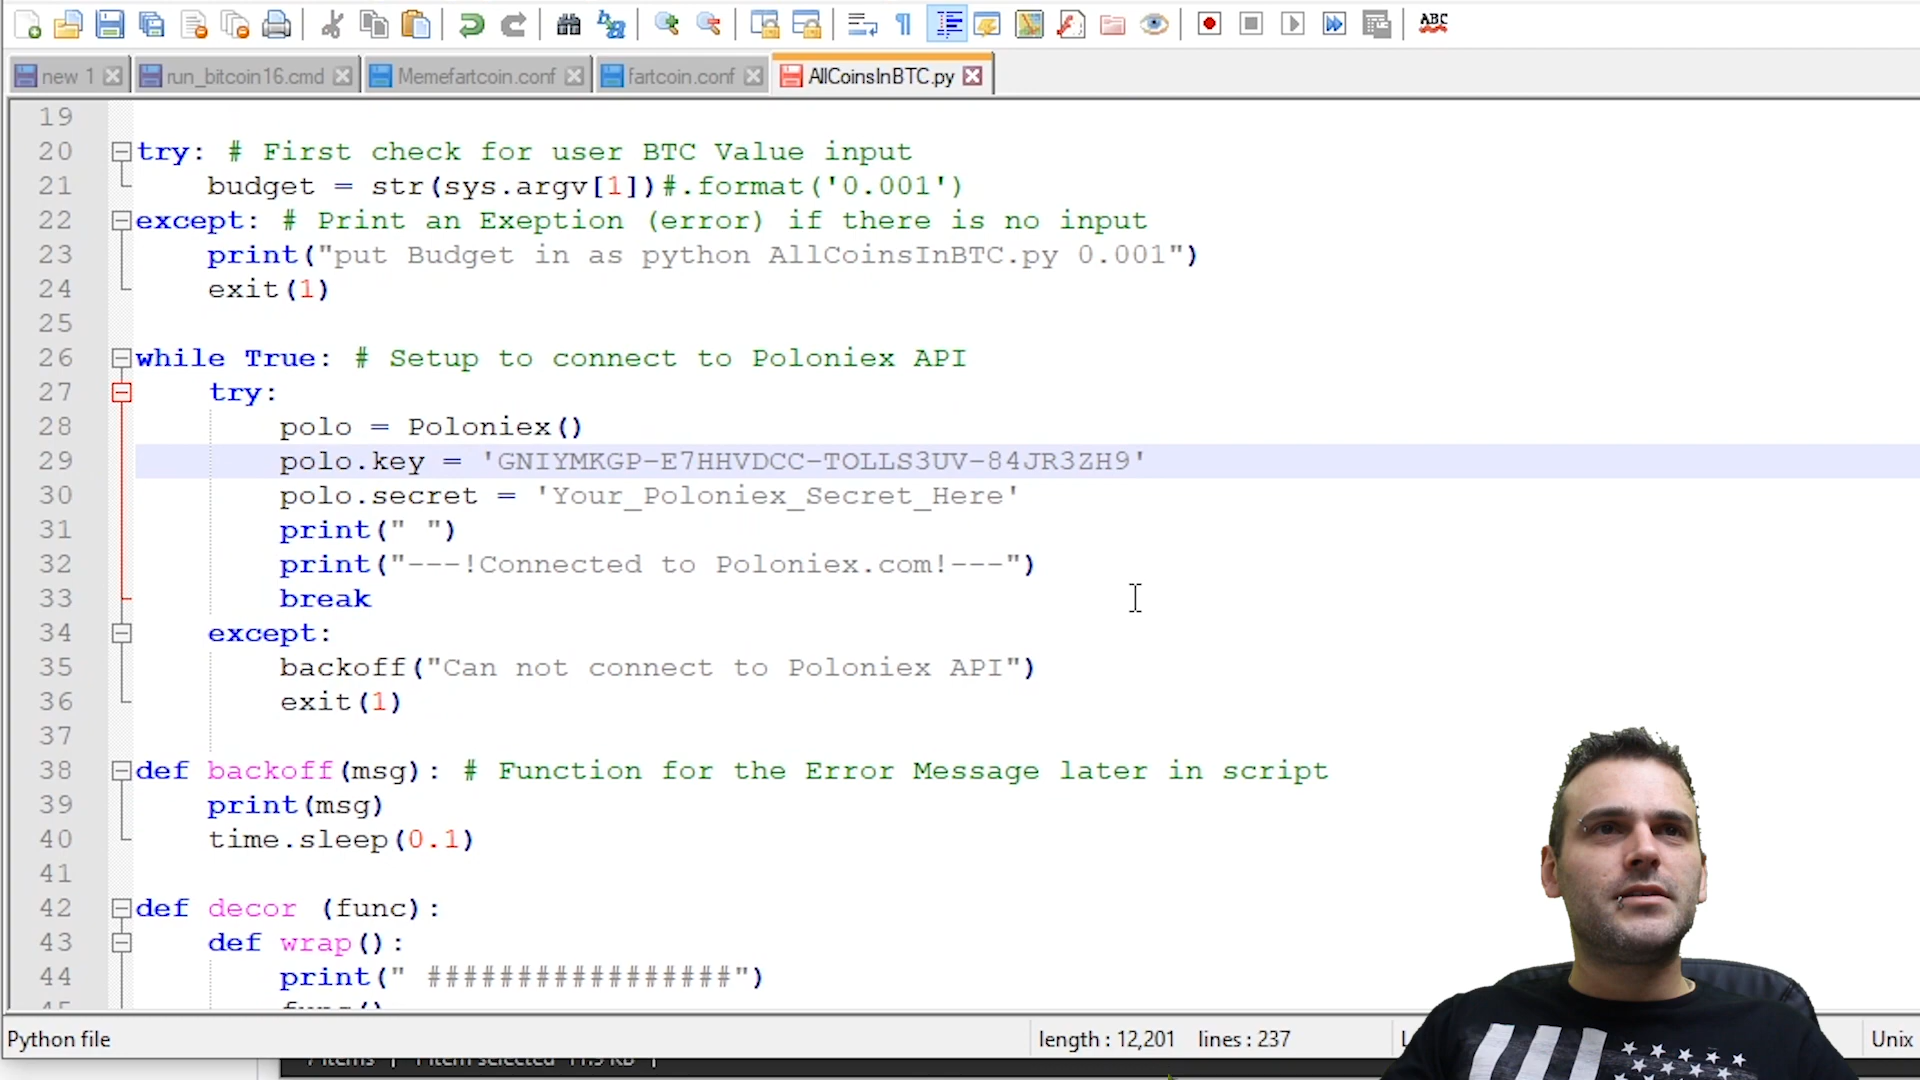 ABC
new 1
run_bitcoin16.cmd
Memefartcoin.conf
fartcoin.conf
AllCoinsInBTC.py
19
20 try: # First check for user BTC Value input
21 budget = str(sys.argv[1])#.format('0.001')
22 except: # Print an Exeption (error) if there is no input
23 print("put Budget in as python AllCoinsInBTC.py 0.001")
24 exit(1)
25
26 while True: # Setup to connect to Poloniex API
27 try:
28 polo = Poloniex()
29 polo.key = 'GNIYMKGP-E7HHVDCC-TOLLS3UV-84JR3ZH9'
30 polo.secret = 'Your_Poloniex_Secret_Here'
31 print(" ")
32 print("---!Connected to Poloniex.com!---")
33 break
34 except:
35 backoff("Can not connect to Poloniex API")
36 exit(1)
37
38 def backoff(msg): # Function for the Error Message later in script
39 print(msg)
40 time.sleep(0.1)
41
42 def decor (func):
43 def wrap():
44 print(" #################")
Python file
length : 12,201 lines : 237
Unix